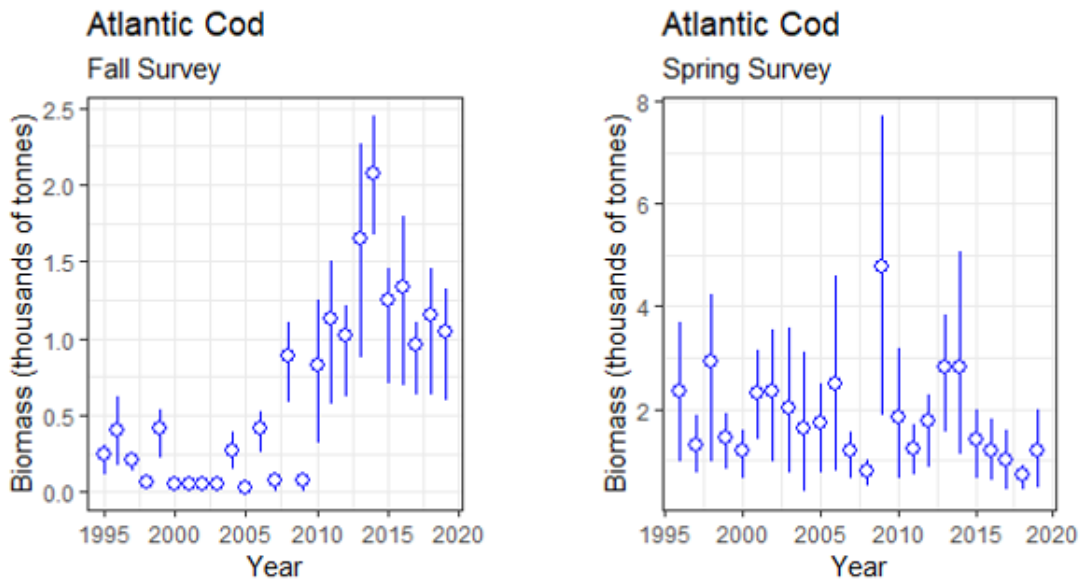 Atlantic Cod
Fall Survey
Biomass (thousands of tonnes)
2.5
2.0
1.5
1.0
0.5
0.0
1995 2000 2005 2010 2015 2020
Year
Atlantic Cod
Spring Survey
Biomass (thousands of tonnes)
8
6
4
2
1995 2000 2005 2010 2015 2020
Year